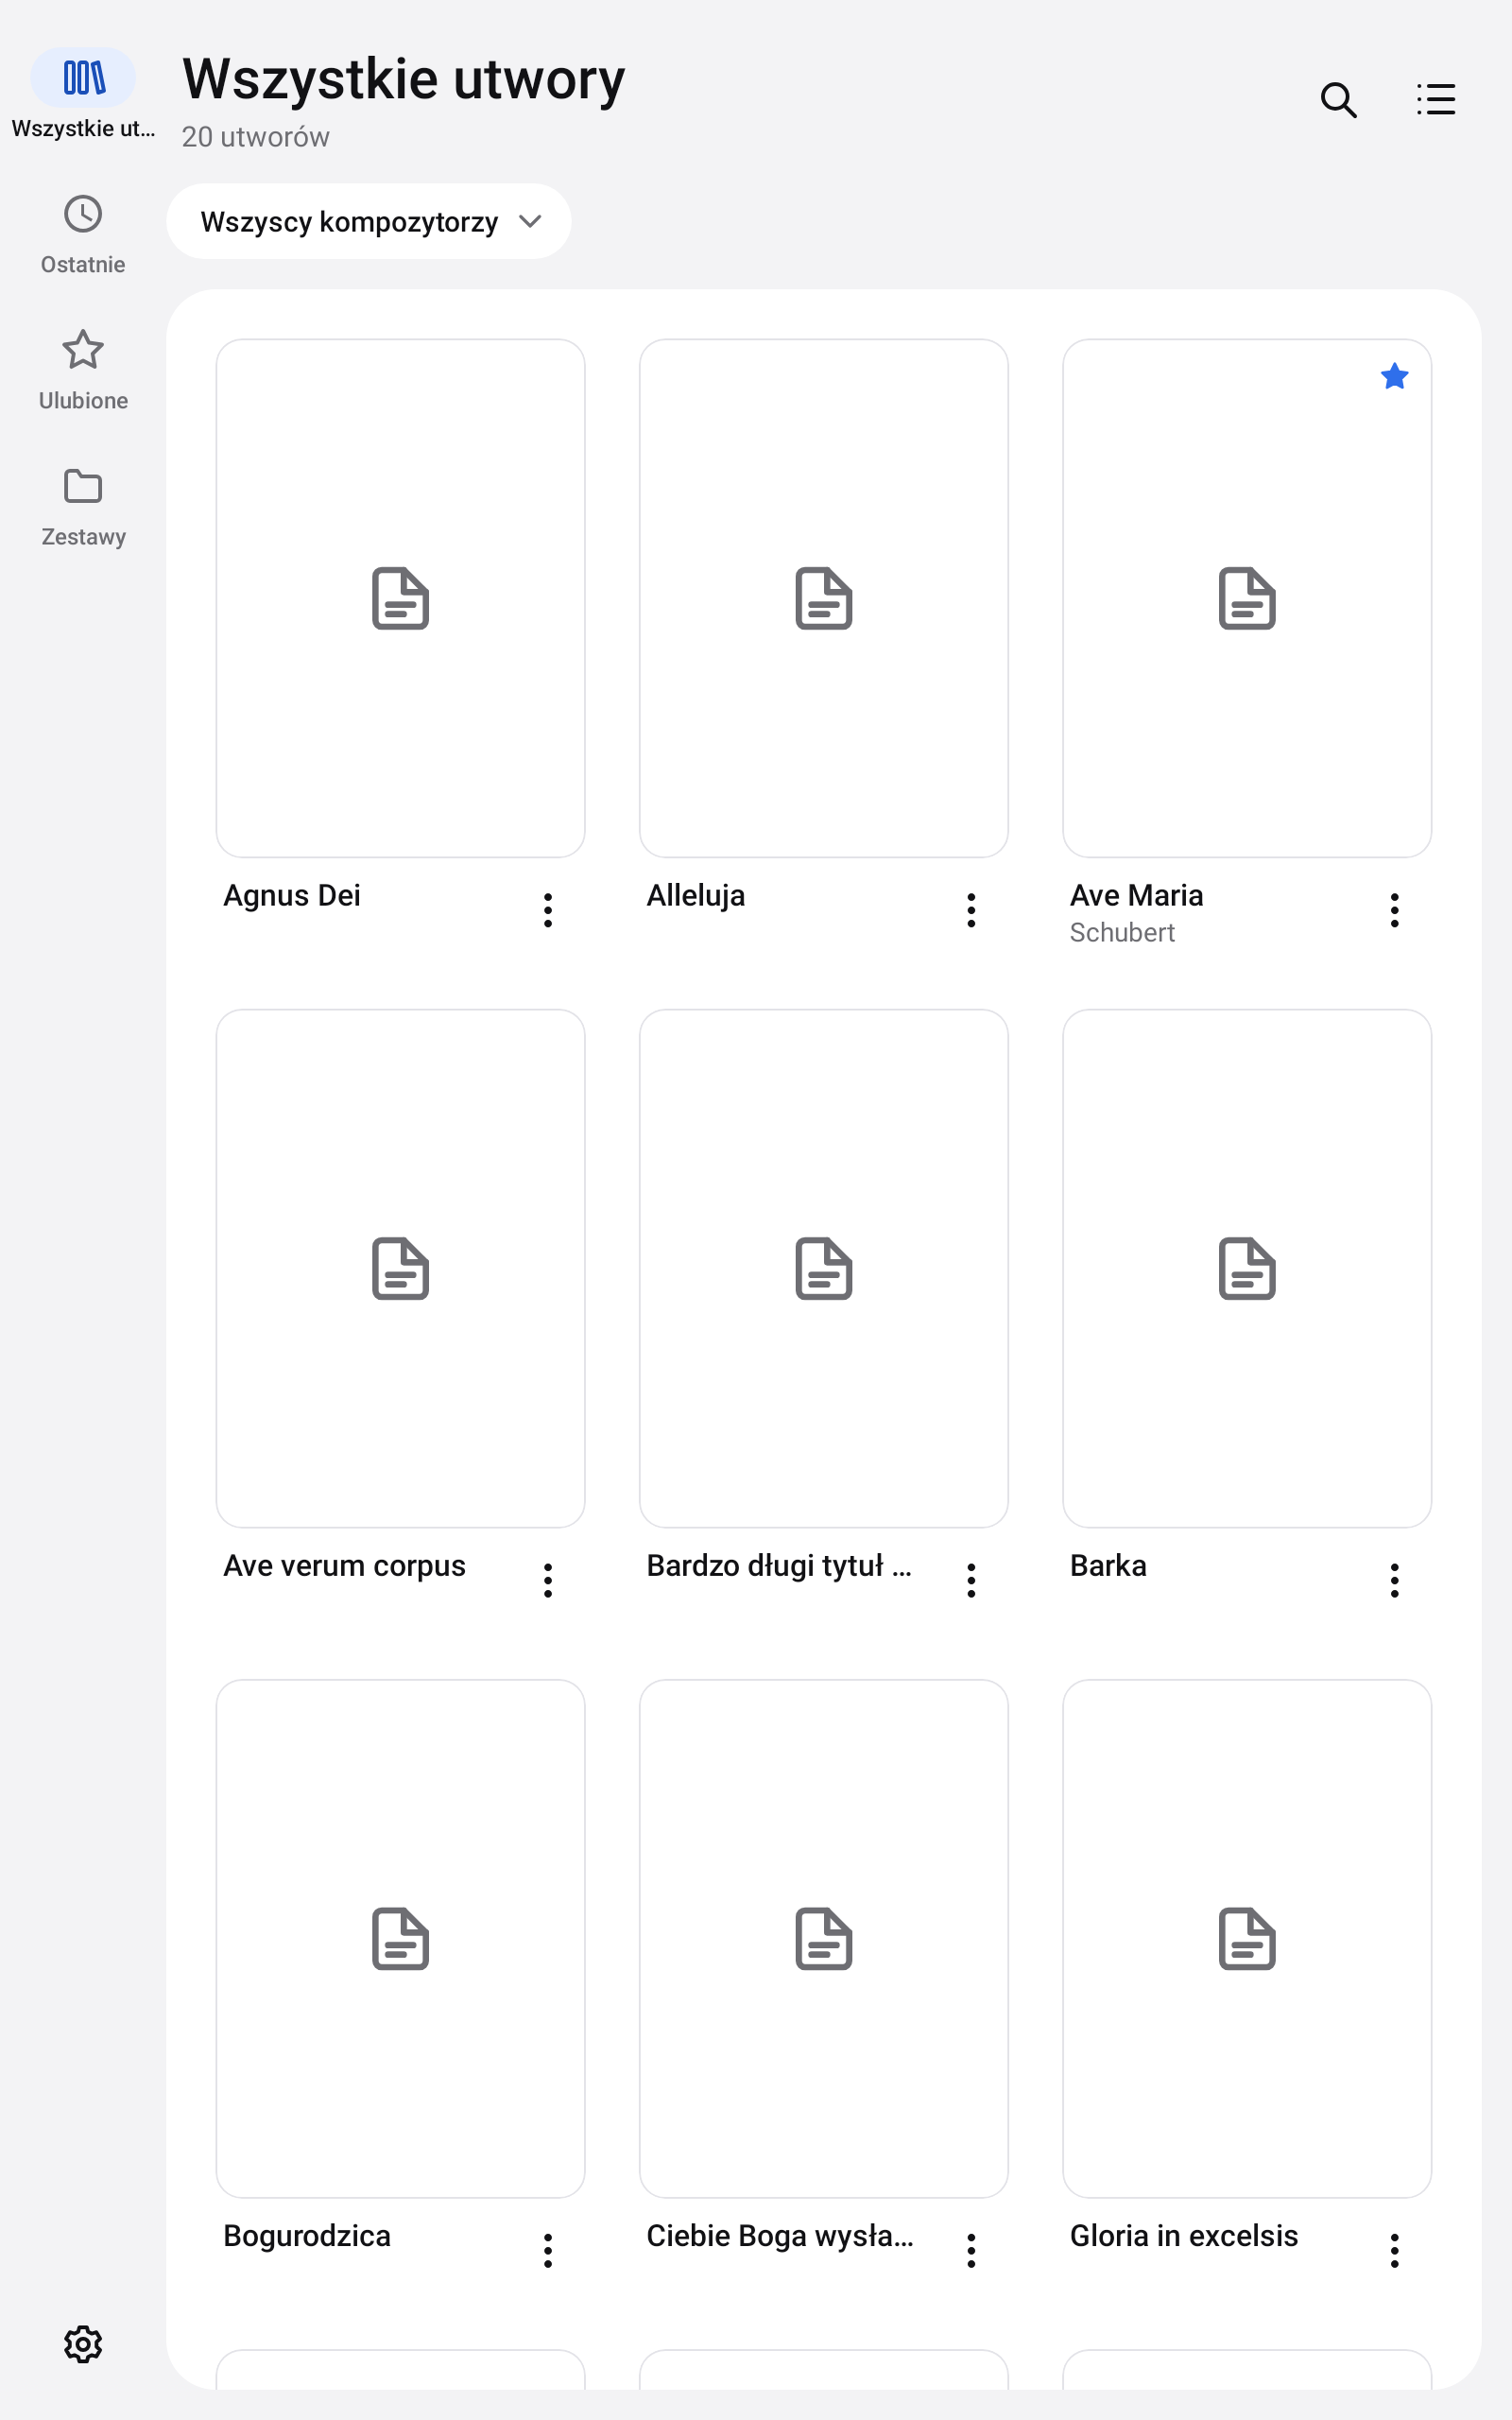 Wszystkie utwory
20 utworów
Wszystkie ut...
Ostatnie
Ulubione
Zestawy
Wszyscy kompozytorzy
Agnus Dei
Alleluja
Ave Maria
Schubert
Ave verum corpus
Bardzo długi tytuł ...
Barka
Bogurodzica
Ciebie Boga wysła...
Gloria in excelsis